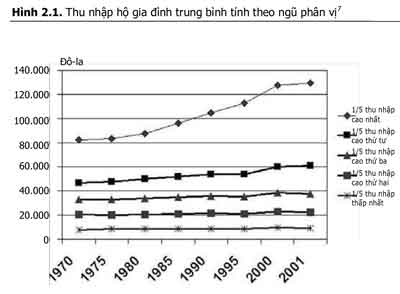 Hình 2.1. Thu nhập hộ gia đình trung bình tính theo ngũ phân vị7
Đô-la
140.000
120.000
100.000
80.000
60.000
40.000
20.000
0
1970
1975
1980
1985
1990
1995
2000
2001
1/5 thu nhập
cao nhất
1/5 thu nhập
cao thứ tư
1/5 thu nhập
cao thứ ba
1/5 thu nhập
cao thứ hai
1/5 thu nhập
thấp nhất